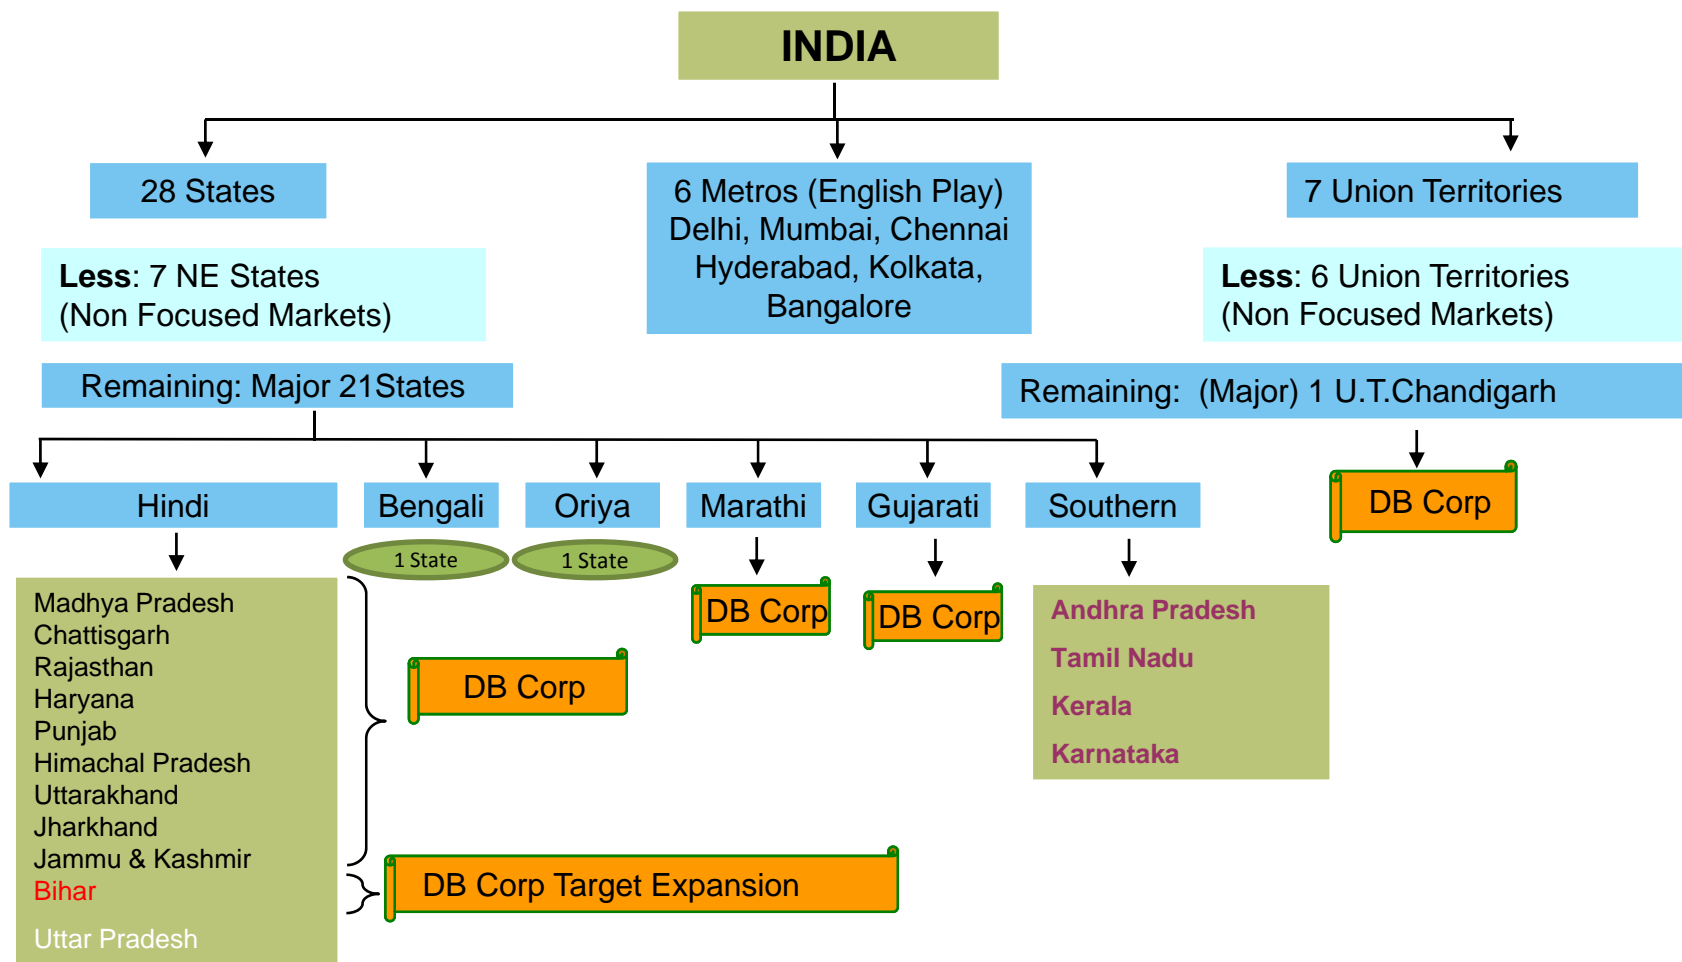 INDIA
28 States
6 Metros (English Play)
Delhi, Mumbai, Chennai
Hyderabad, Kolkata,
Bangalore
7 Union Territories
Less: 7 NE States
(Non Focused Markets)
Less: 6 Union Territories
(Non Focused Markets)
Remaining: Major 21States
Remaining: (Major) 1 U.T.Chandigarh
Hindi
Bengali
Oriya
Marathi
Gujarati
Southern
DB Corp
1 State
1 State
DB Corp
DB Corp
Madhya Pradesh
Chattisgarh
Rajasthan
Haryana
Punjab
Himachal Pradesh
Uttarakhand
Jharkhand
Jammu & Kashmir
Bihar
Uttar Pradesh
DB Corp
DB Corp Target Expansion
Andhra Pradesh
Tamil Nadu
Kerala
Karnataka